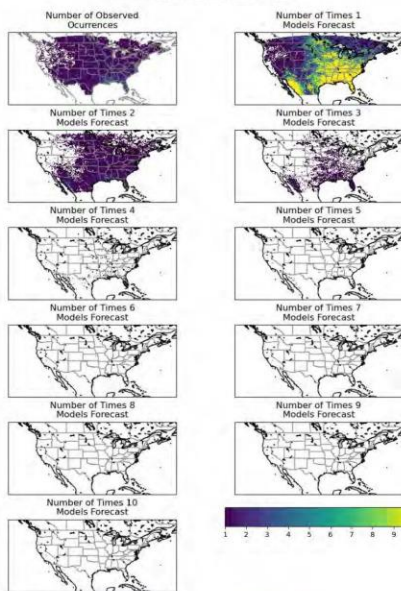 Number of Observed
Ocurrences
Number of Times 1
Models Forecast
Number of Times 2
Models Forecast
Number of Times 3
Models Forecast
Number of Times 4
Models Forecast
Number of Times 5
Models Forecast
Number of Times 6
Models Forecast
Number of Times 7
Models Forecast
Number of Times 8
Models Forecast
Number of Times 9
Models Forecast
Number of Times 10
Models Forecast
1 2 3 4 5 6 7 8 9